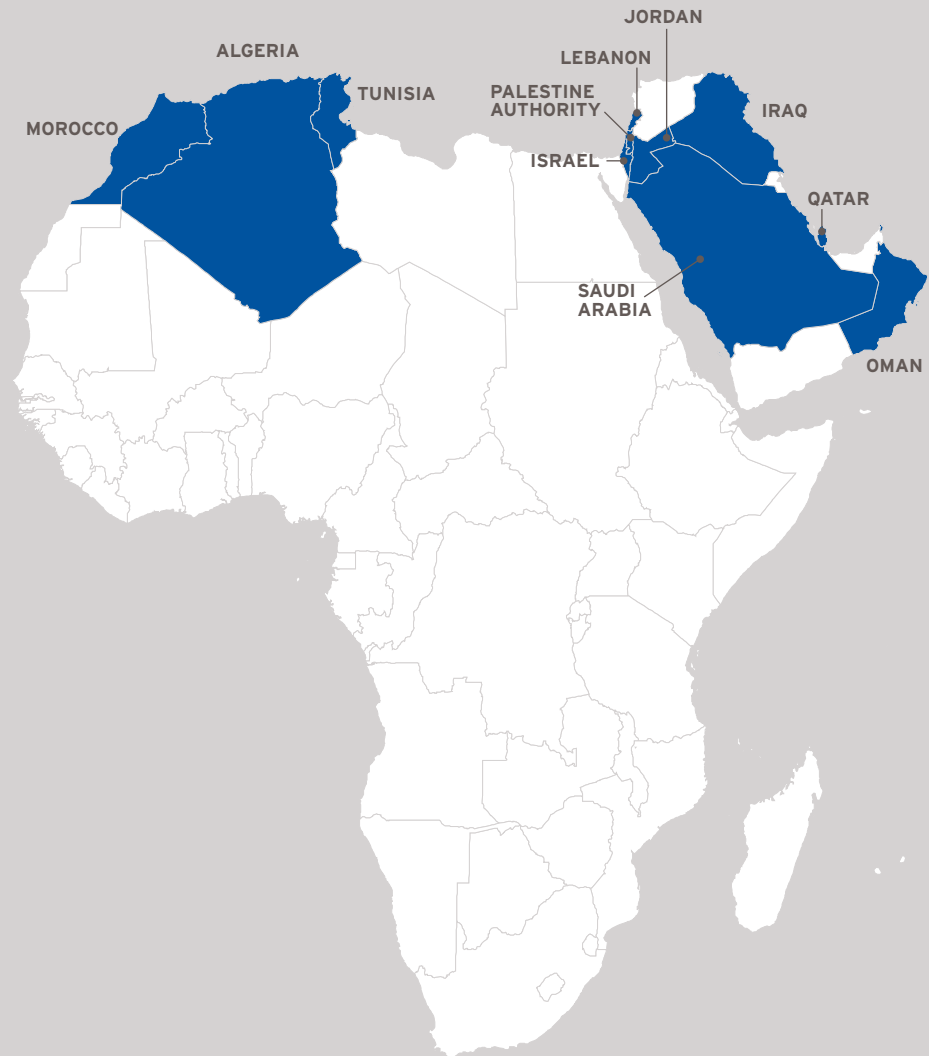 JORDAN
ALGERIA
LEBANON
PALESTINE
AUTHORITY
TUNISIA
IRAQ
MOROCCO
ISRAEL
QATAR
SAUDI
ARABIA
OMAN